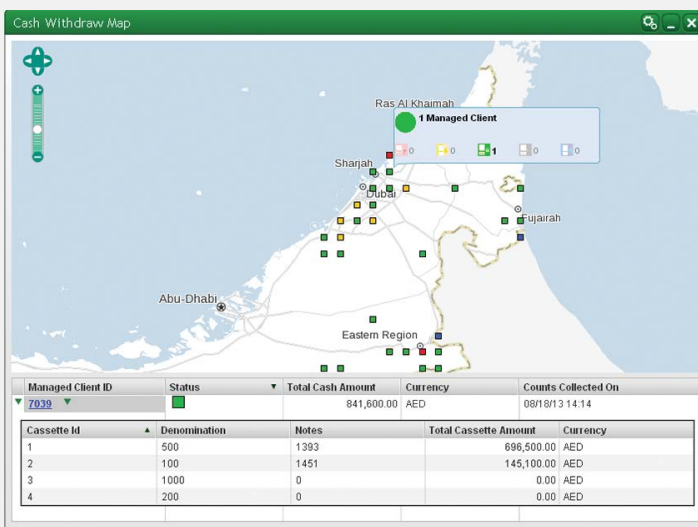 Cash Withdraw Map
Ras Al Khaimah
1 Managed Client
0 0 1 0 0
Sharjah
Dubai
Fujairah
Abu-Dhabi
Eastern Region
Managed Client ID Status Total Cash Amount Currency Counts Collected On
7039 841,600.00 AED 08/18/13 14:14
Cassette Id Denomination Notes Total Cassette Amount Currency
1 500 1393 696,500.00 AED
2 100 1451 145,100.00 AED
3 1000 0 0.00 AED
4 200 0 0.00 AED